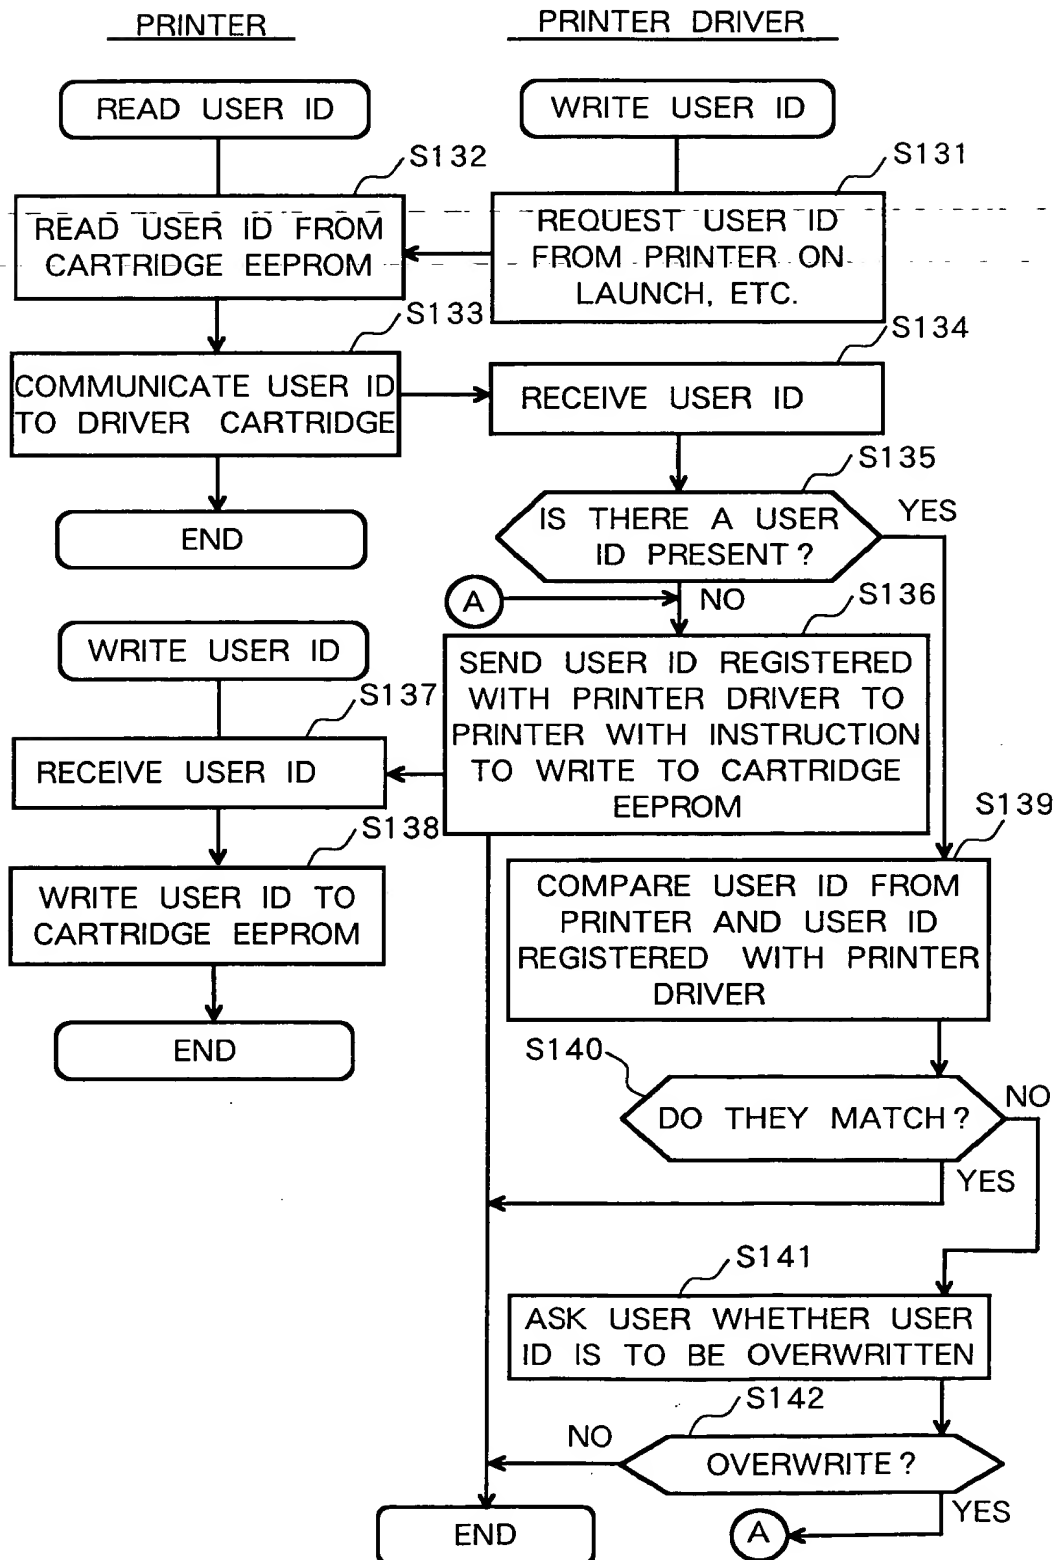 PRINTER
PRINTER DRIVER
READ USER ID
WRITE USER ID
S132
S131
READ USER ID FROM
CARTRIDGE EEPROM
REQUEST USER ID
FROM PRINTER ON
LAUNCH, ETC.
S133
S134
COMMUNICATE USER ID
TO DRIVER CARTRIDGE
RECEIVE USER ID
S135
END
IS THERE A USER
ID PRESENT?
YES
A
NO
S136
WRITE USER ID
SEND USER ID REGISTERED
WITH PRINTER DRIVER TO
PRINTER WITH INSTRUCTION
TO WRITE TO CARTRIDGE
EEPROM
S137
RECEIVE USER ID
S138
S139
WRITE USER ID TO
CARTRIDGE EEPROM
COMPARE USER ID FROM
PRINTER AND USER ID
REGISTERED WITH PRINTER
DRIVER
END
S140
DO THEY MATCH?
NO
YES
S141
ASK USER WHETHER USER
ID IS TO BE OVERWRITTEN
S142
NO
OVERWRITE?
YES
END
A